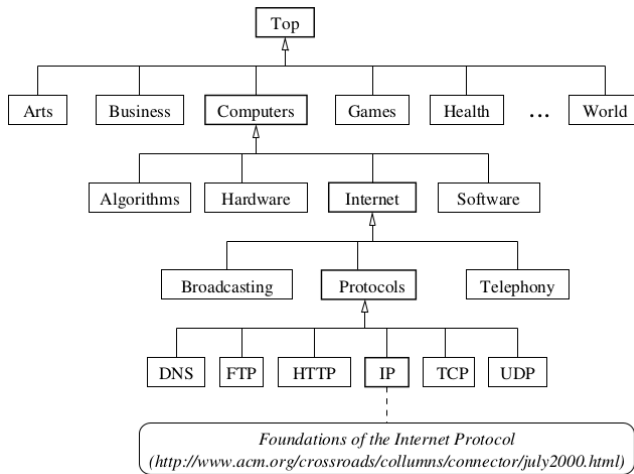 Top
Arts Business Computers Games Health ... World
Algorithms Hardware Internet Software
Broadcasting Protocols Telephony
DNS FTP HTTP IP TCP UDP
Foundations of the Internet Protocol
(http://www.acm.org/crossroads/collumns/connector/july2000.html)